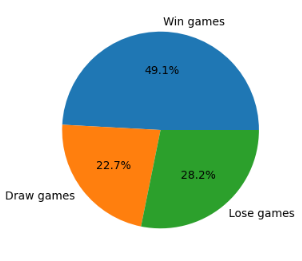 Win games
49.1%
22.7%
28.2%
Draw games
Lose games